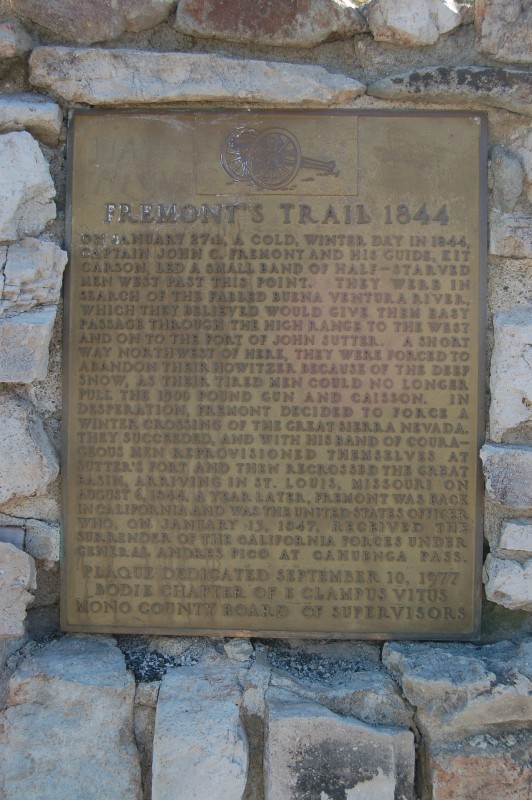 FREMONT'S TRAIL 1844
ON JANUARY 27th, A COLD, WINTER DAY IN 1844,
CAPTAIN JOHN C. FREMONT AND HIS GUIDE, KIT
CARSON, LED A SMALL BAND OF HALF-STARVED
MEN WEST PAST THIS POINT. THEY WERE IN
SEARCH OF THE FABLED BUENA VENTURA RIVER,
WHICH THEY BELIEVED WOULD GIVE THEM EASY
PASSAGE THROUGH THE HIGH RANGE TO THE WEST
AND ON TO THE FORT OF JOHN SUTTER. A SHORT
WAY NORTHWEST OF HERE, THEY WERE FORCED TO
ABANDON THEIR HOWITZER BECAUSE OF THE DEEP
SNOW, AS THEIR TIRED MEN COULD NO LONGER
PULL THE POUND GUN AND CAISSON. IN
DESPERATION, FREMONT DECIDED TO FORCE A
WINTER CROSSING OF THE GREAT SIERRA NEVADA.
THEY SUCCEEDED, AND WITH HIS BAND OF COURA-
GEOUS MEN REPROVISIONED THEMSELVES AT
SUTTER'S FORT AND THEN RECROSSED THE GREAT
BASIN, ARRIVING IN ST. LOUIS, MISSOURI ON
AUGUST 6, 1844. A YEAR LATER, FREMONT WAS BACK
IN CALIFORNIA AND WAS THE UNITED STATES OFFICER
WHO, ON JANUARY 13, 1847, RECEIVED THE
SURRENDER OF THE CALIFORNIA FORCES UNDER
GENERAL ANDRES PICO AT CAHUENGA PASS.
PLAQUE DEDICATED SEPTEMBER 10, 1977
BODIE CHAPTER OF E CLAMPUS VITUS
MONO COUNTY BOARD OF SUPERVISORS